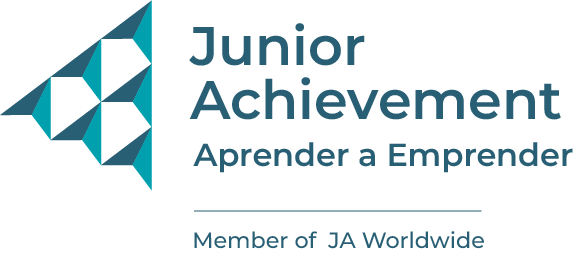 Junior
Achievement
Aprender a Emprender
Member of JA Worldwide